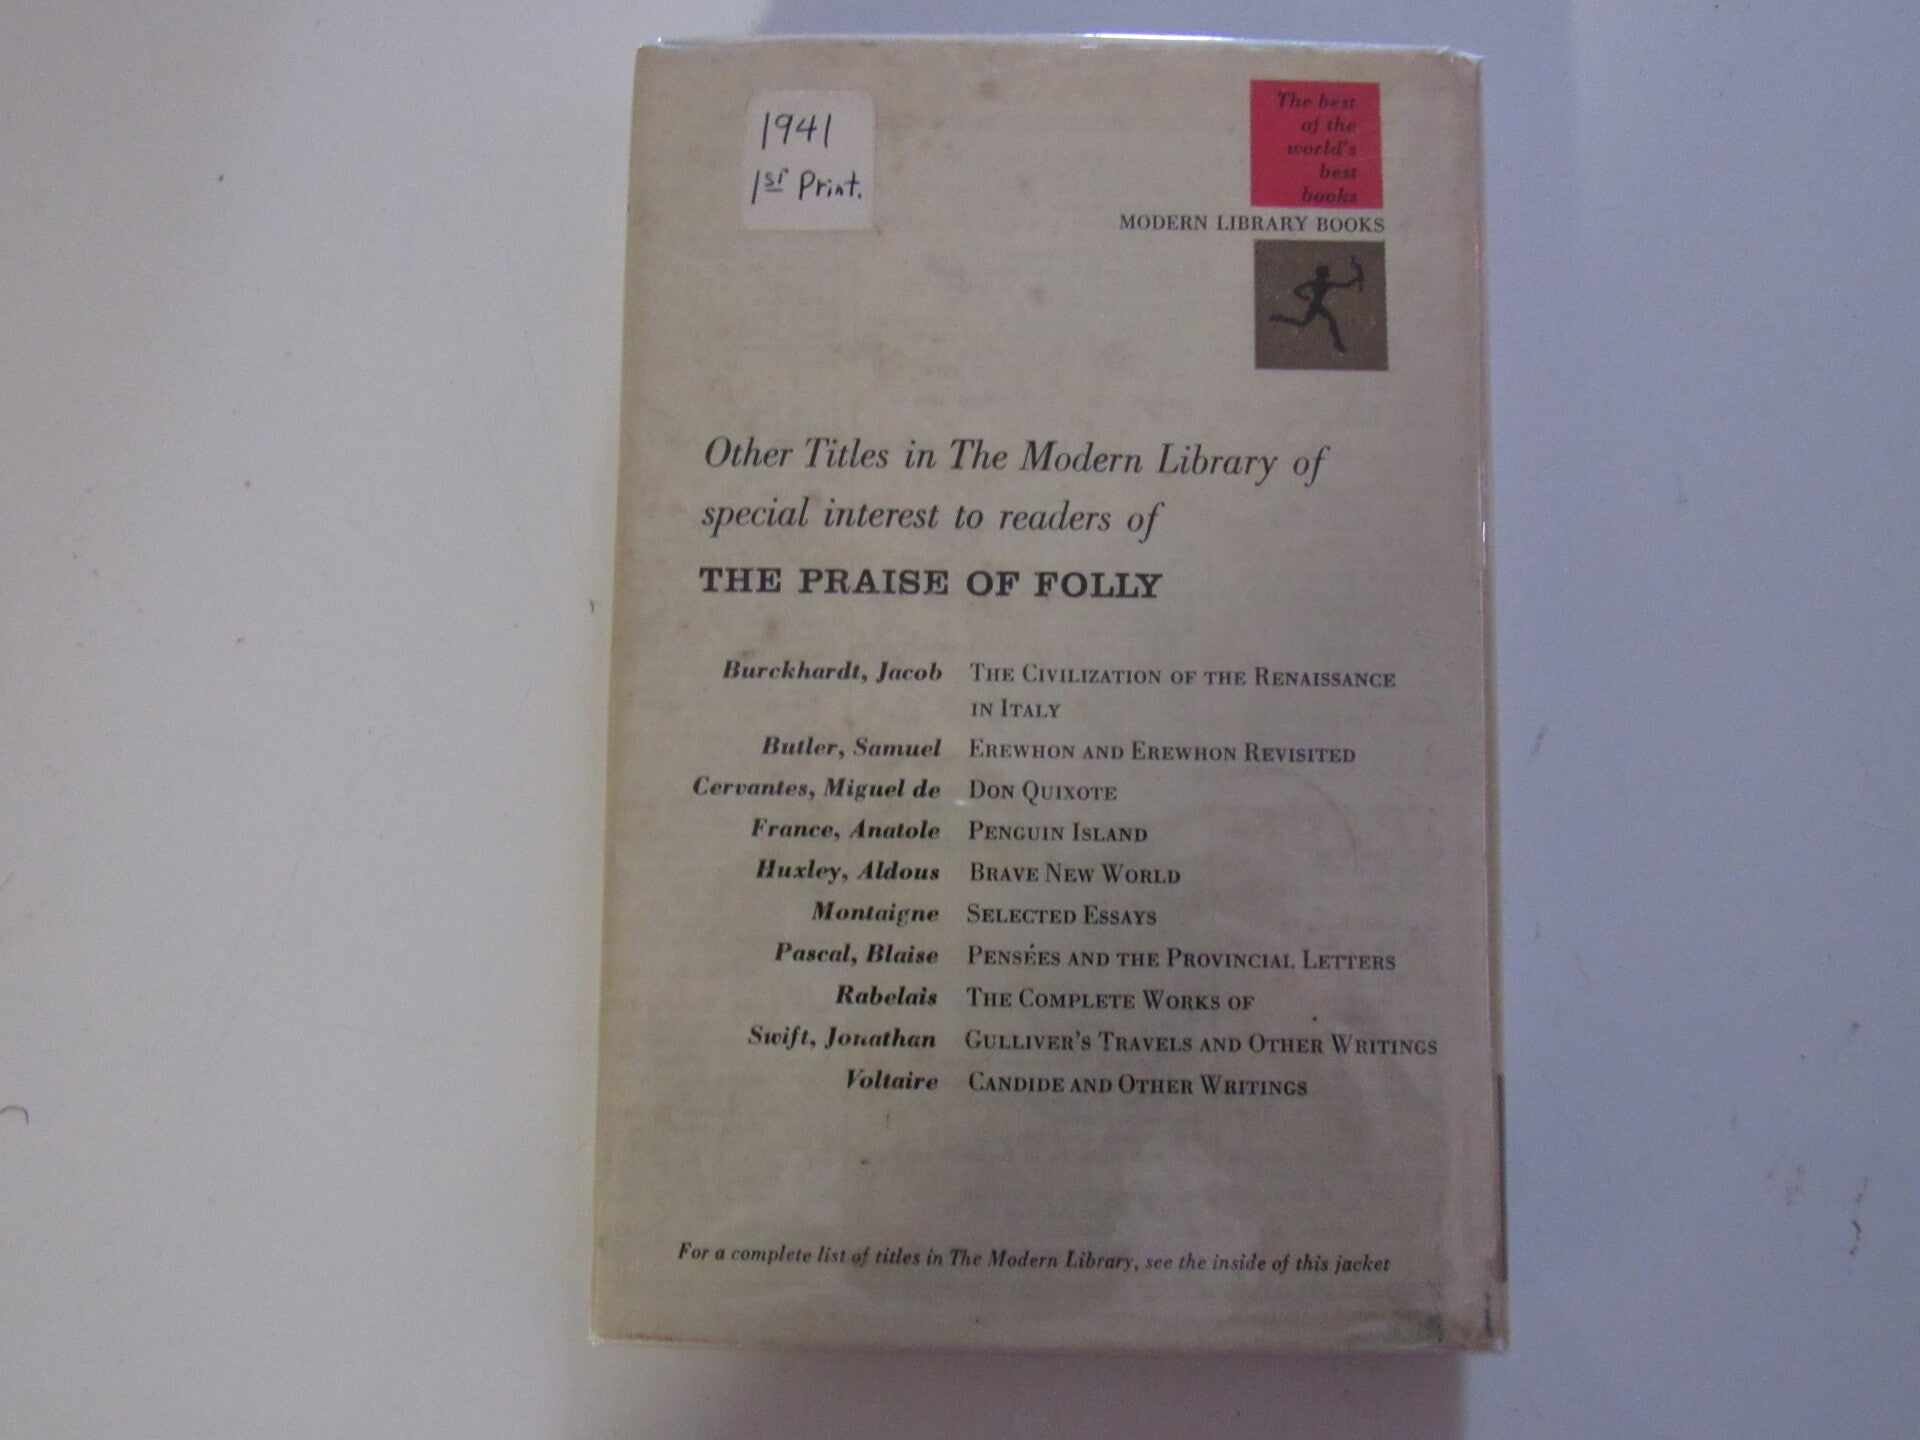 1941
1st Print.
The best
of the
world's
best
books
MODERN LIBRARY BOOKS
Other Titles in The Modern Library of
special interest to readers of
THE PRAISE OF FOLLY
Burckhardt, Jacob THE CIVILIZATION OF THE RENAISSANCE
IN ITALY
Butler, Samuel EREWHON AND EREWHON REVISITED
Cervantes, Miguel de DON QUIXOTE
France, Anatole PENGUIN ISLAND
Huxley, Aldous BRAVE NEW WORLD
Montaigne SELECTED ESSAYS
Pascal, Blaise PENSÉES AND THE PROVINCIAL LETTERS
Rabelais THE COMPLETE WORKS OF
Swift, Jonathan GULLIVER'S TRAVELS AND OTHER WRITINGS
Voltaire CANDIDE AND OTHER WRITINGS
For a complete list of titles in The Modern Library, see the inside of this jacket